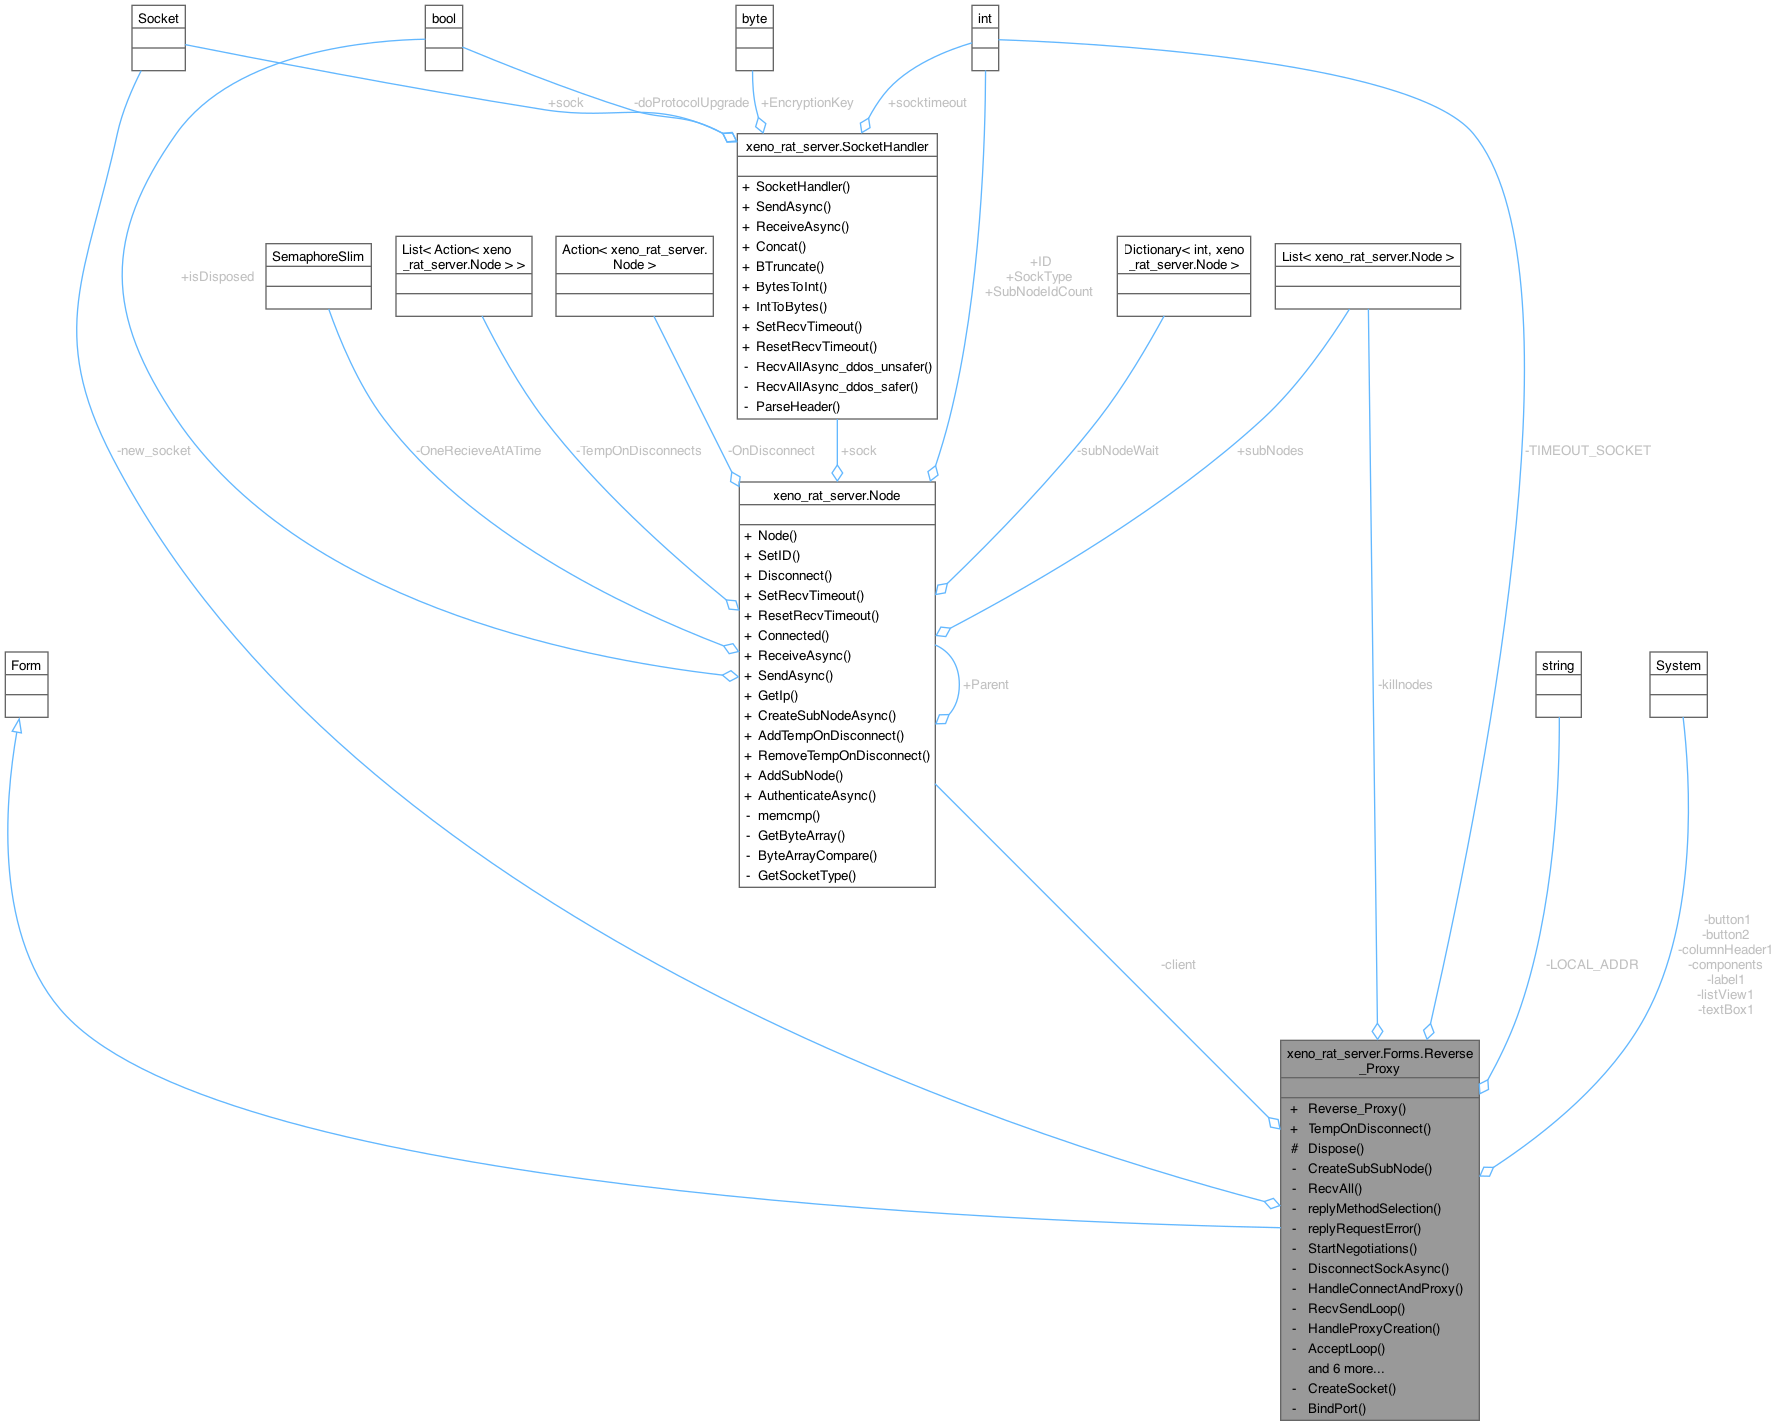 Socket
bool
byte
int
+sock
-doProtocolUpgrade
+EncryptionKey
+socktimeout
xeno_rat_server.SocketHandler
+ SocketHandler()
+ SendAsync()
+ ReceiveAsync()
+ Concat()
+ BTruncate()
+ BytesToInt()
+ IntToBytes()
+ SetRecvTimeout()
+ ResetRecvTimeout()
- RecvAllAsync_ddos_unsafer()
- RecvAllAsync_ddos_safer()
- ParseHeader()
+isDisposed
SemaphoreSlim
List< Action< xeno
_rat_server.Node > >
Action< xeno_rat_server.
Node >
+ID
+SockType
+SubNodeIdCount
Dictionary< int, xeno
_rat_server.Node >
List< xeno_rat_server.Node >
-new_socket
-OneRecieveAtATime
-TempOnDisconnects
-OnDisconnect
+sock
-subNodeWait
+subNodes
-TIMEOUT_SOCKET
xeno_rat_server.Node
+ Node()
+ SetID()
+ Disconnect()
+ SetRecvTimeout()
+ ResetRecvTimeout()
+ Connected()
+ ReceiveAsync()
+ SendAsync()
+ GetIp()
+ CreateSubNodeAsync()
+ AddTempOnDisconnect()
+ RemoveTempOnDisconnect()
+ AddSubNode()
+ AuthenticateAsync()
- memcmp()
- GetByteArray()
- ByteArrayCompare()
- GetSocketType()
+Parent
Form
-killnodes
string
System
-client
-LOCAL_ADDR
-button1
-button2
-columnHeader1
-components
-label1
-listView1
-textBox1
xeno_rat_server.Forms.Reverse
_Proxy
+ Reverse_Proxy()
+ TempOnDisconnect()
# Dispose()
- CreateSubSubNode()
- RecvAll()
- replyMethodSelection()
- replyRequestError()
- StartNegotiations()
- DisconnectSockAsync()
- HandleConnectAndProxy()
- RecvSendLoop()
- HandleProxyCreation()
- AcceptLoop()
and 6 more...
- CreateSocket()
- BindPort()